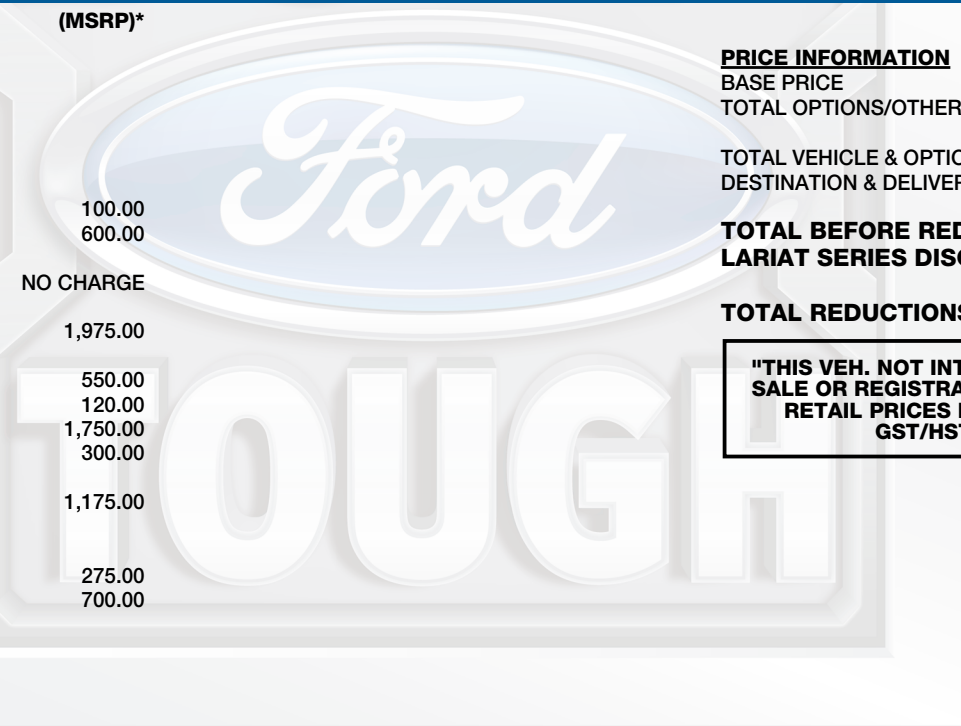 (MSRP)*
100.00
600.00
NO CHARGE
1,975.00
550.00
120.00
1,750.00
300.00
1,175.00
275.00
700.00
Ford
TOUGH
PRICE INFORMATION
BASE PRICE
TOTAL OPTIONS/OTHER
TOTAL VEHICLE & OPTIO
DESTINATION & DELIVER
TOTAL BEFORE RED
LARIAT SERIES DISC
TOTAL REDUCTIONS
"THIS VEH. NOT INT
SALE OR REGISTRA
RETAIL PRICES I
GST/HST